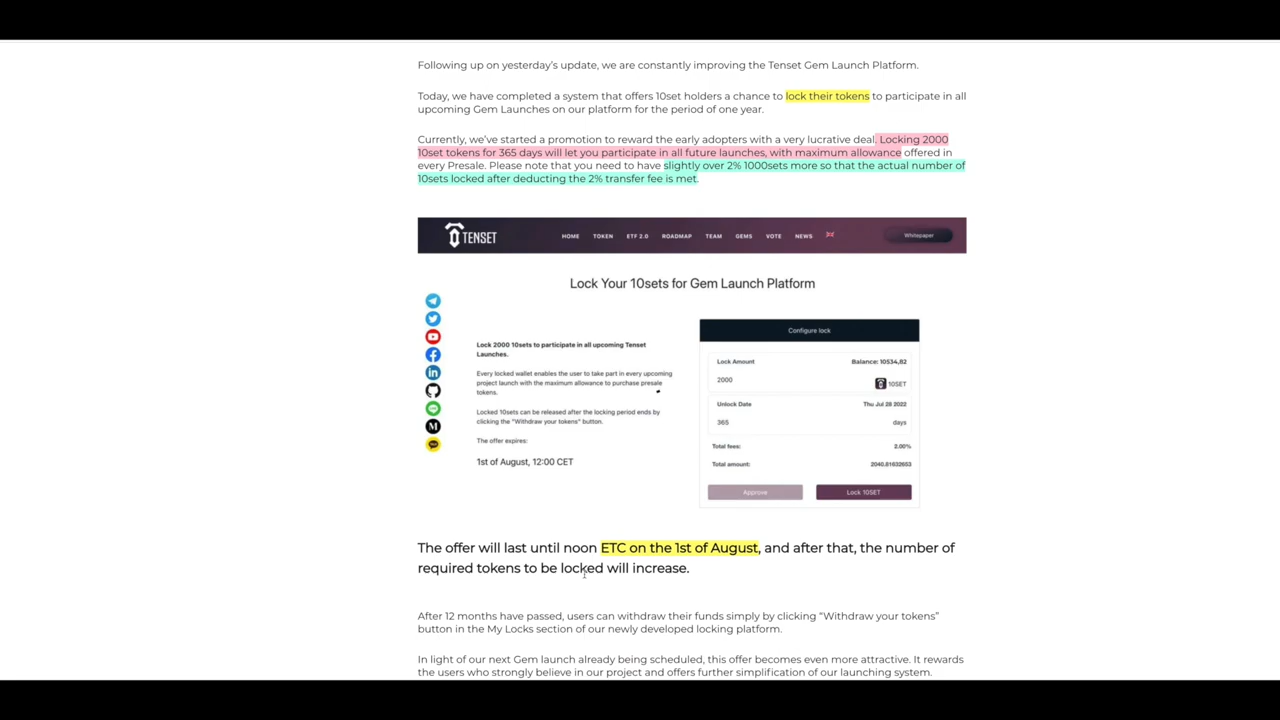 Following up on yesterday's update, we are constantly improving the Tenset Gem Launch Platform.
Today, we have completed a system that offers 10set holders a chance to lock their tokens to participate in all
upcoming Gem Launches on our platform for the period of one year.
Currently, we've started a promotion to reward the early adopters with a very lucrative deal. Locking 2000
10set tokens for 365 days will let you participate in all future launches, with maximum allowance offered in
every Presale. Please note that you need to have slightly over 2% 1000sets more so that the actual number of
10sets locked after deducting the 2% transfer fee is met.
TENSET HOME TOKEN ETF 2.0 ROADMAP TEAM GEMS VOTE NEWS Whitepaper
Lock Your 10sets for Gem Launch Platform
Lock 2000 10sets to participate in all upcoming Tenset
Launches.
Every locked wallet enables the user to take part in every upcoming
project launch with the maximum allowance to purchase presale
tokens.
Locked 10sets can be released after the locking period ends by
clicking the "Withdraw your tokens" button.
The offer expires:
1st of August, 12:00 CET
Configure lock
Lock Amount Balance: 10534,82
2000 10SET
Unlock Date Thu Jul 28 2022
365 days
Total fees: 2.00%
Total amount: 2040.81632653
Approve Lock 10SET
The offer will last until noon ETC on the 1st of August, and after that, the number of
required tokens to be locked will increase.
After 12 months have passed, users can withdraw their funds simply by clicking “Withdraw your tokens”
button in the My Locks section of our newly developed locking platform.
In light of our next Gem launch already being scheduled, this offer becomes even more attractive. It rewards
the users who strongly believe in our project and offers further simplification of our launching system.